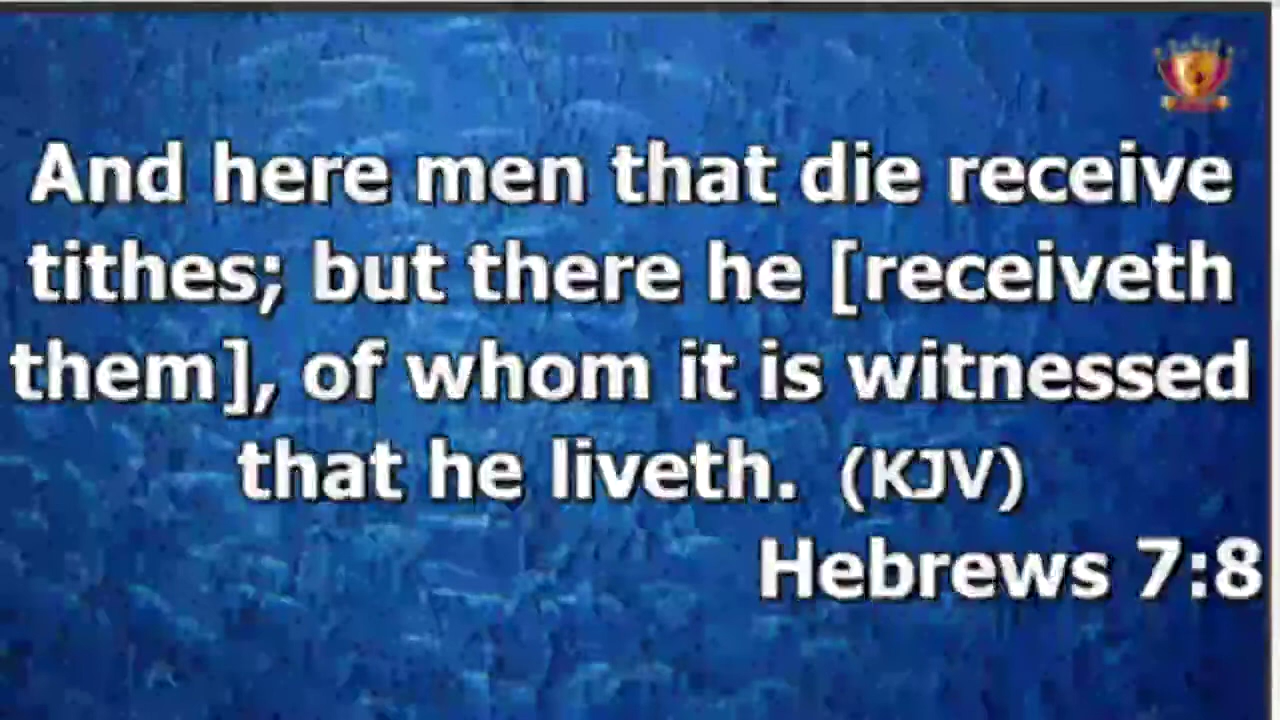 And here men that die receive
tithes; but there he [receiveth
them], of whom it is witnessed
that he liveth. (KJV)
Hebrews 7:8